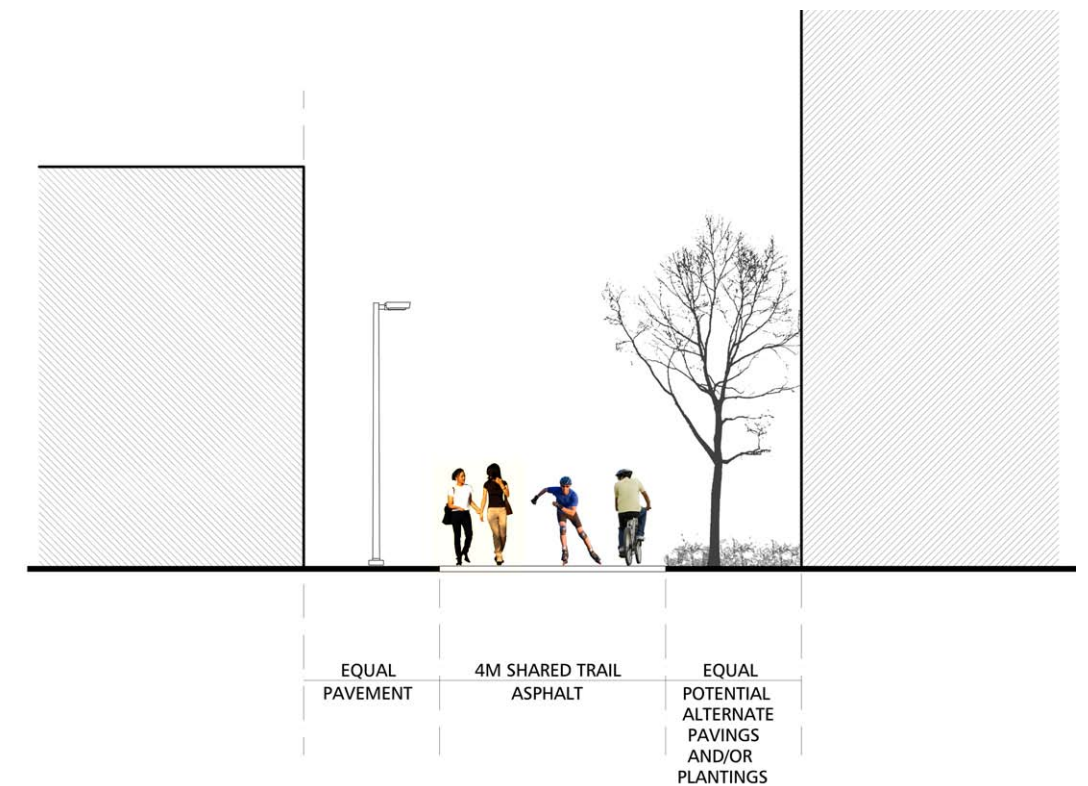 EQUAL
PAVEMENT
4M SHARED TRAIL
ASPHALT
EQUAL
POTENTIAL
ALTERNATE
PAVINGS
AND/OR
PLANTINGS